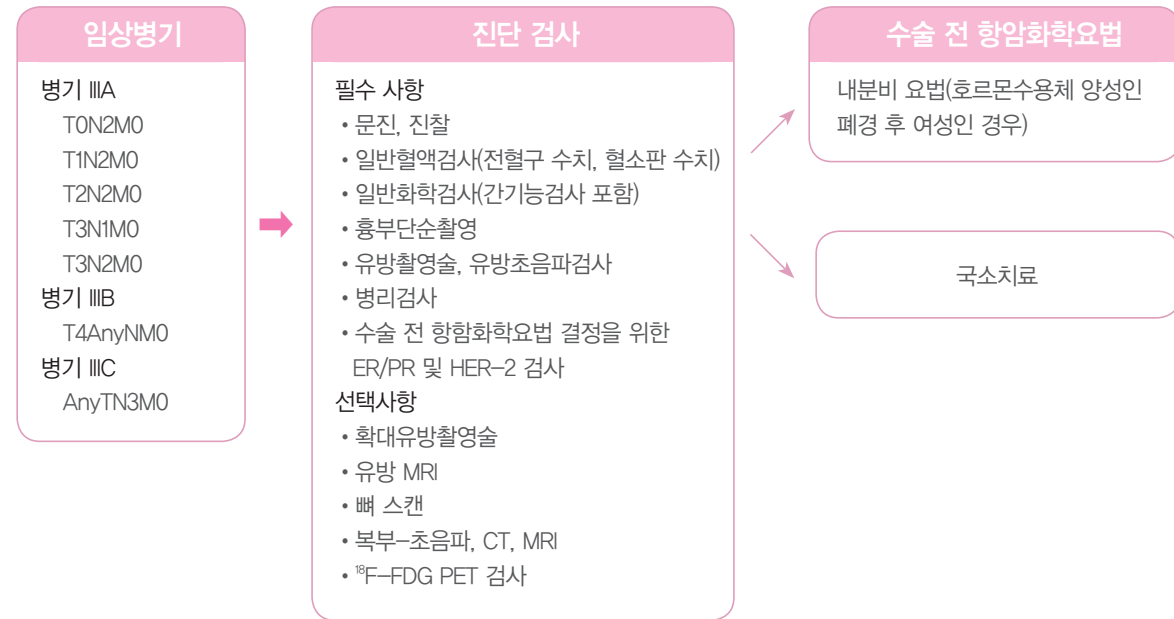 임상병기
병기 ⅢA
T0N2M0
T1N2M0
T2N2M0
T3N1M0
T3N2M0
병기 ⅢB
T4AnyNM0
병기 ⅢC
AnyTN3M0
진단 검사
필수 사항
• 문진, 진찰
• 일반혈액검사(전혈구 수치, 혈소판 수치)
• 일반화학검사(간기능검사 포함)
• 흉부단순촬영
• 유방촬영술, 유방초음파검사
• 병리검사
• 수술 전 항함화학요법 결정을 위한
ER/PR 및 HER-2 검사
선택사항
• 확대유방촬영술
• 유방 MRI
• 뼈 스캔
• 복부-초음파, CT, MRI
• ¹⁸F-FDG PET 검사
수술 전 항암화학요법
내분비 요법(호르몬수용체 양성인
폐경 후 여성인 경우)
국소치료